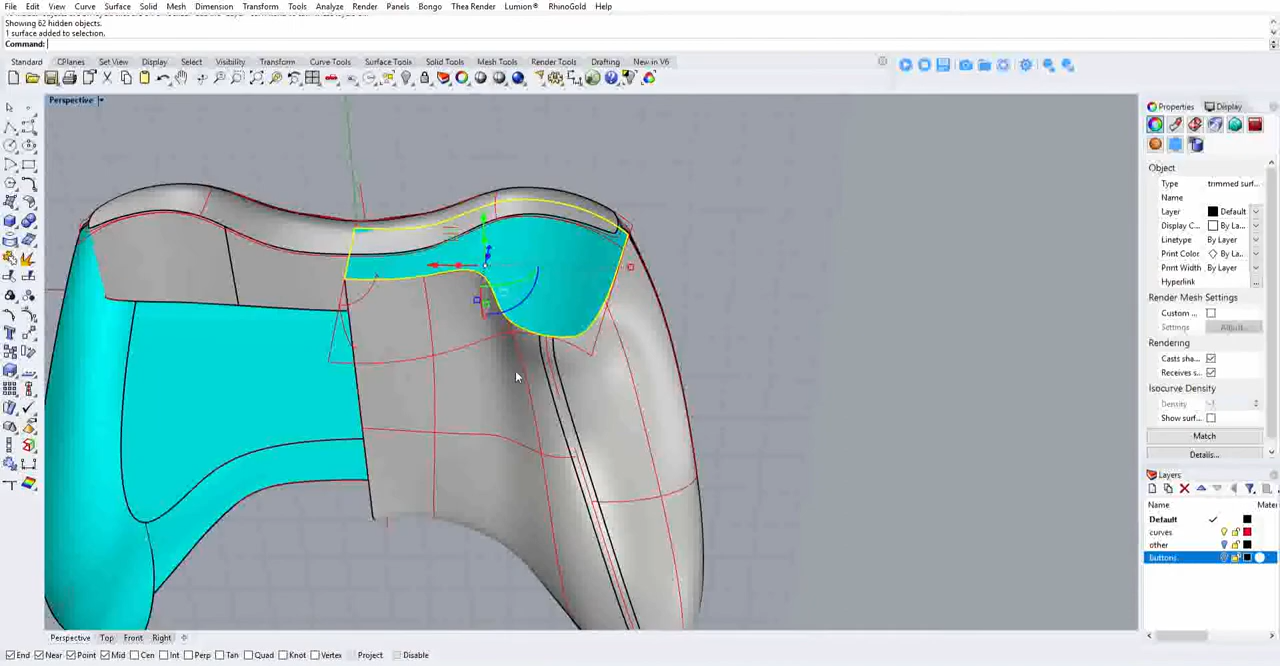 File Edit View Curve Surface Solid Mesh Dimension Transform Tools Analyze Render Panels Bongo Thea Render Lumion® RhinoGold Help
Showing 62 hidden objects.
1 surface added to selection.
Command:
Standard CPlanes Set View Display Select Viewport Layout Visibility Transform Curve Tools Surface Tools Solid Tools Mesh Tools Render Tools Drafting New in V6
Perspective
Properties Display
Object
Type trimmed surf...
Name
Layer Default
Display C... By La...
Linetype By Layer
Print Color By La...
Print Width By Layer
Hyperlink ...
Render Mesh Settings
Custom ...
Settings Adjust...
Rendering
Casts sha...
Receives s...
Isocurve Density
Density
Show surf...
Match
Details...
Layers
Name Mater
Default
curves
other
buttons
Perspective Top Front Right
End Near Point Mid Cen Int Perp Tan Quad Knot Vertex Project Disable